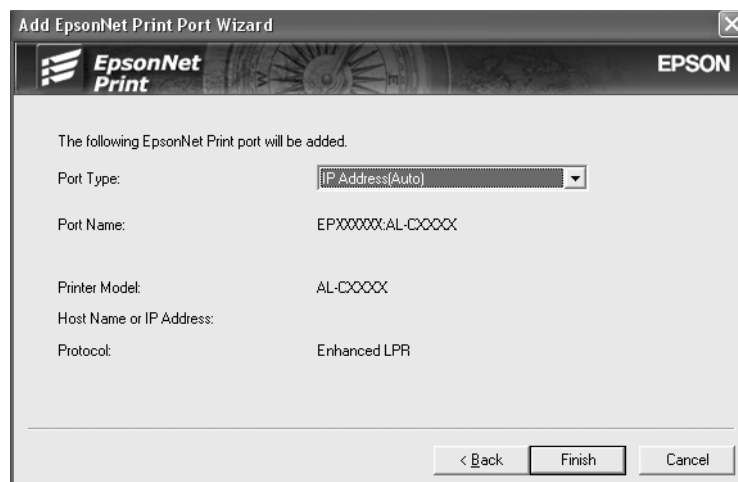 Add EpsonNet Print Port Wizard
EpsonNet
Print
EPSON
The following EpsonNet Print port will be added.
Port Type: IP Address(Auto)
Port Name: EPXXXXXX:AL-CXXXX
Printer Model: AL-CXXXX
Host Name or IP Address:
Protocol: Enhanced LPR
< Back Finish Cancel